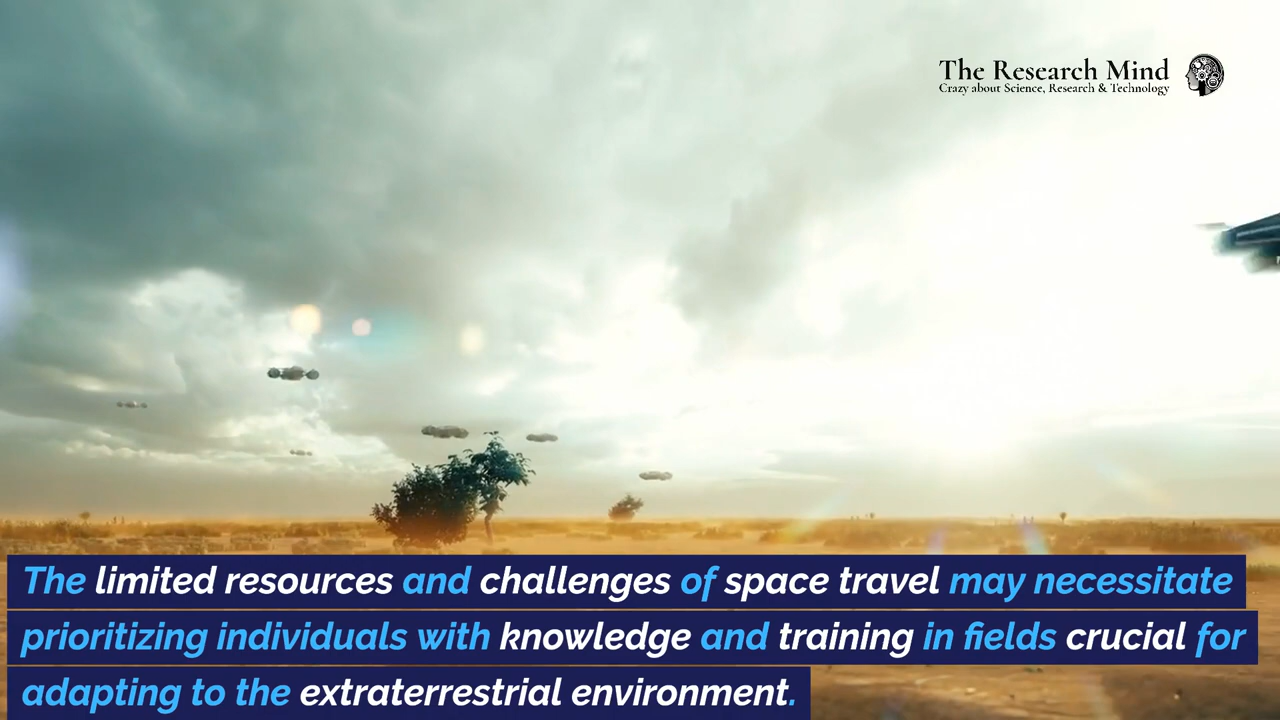 The Research Mind
Crazy about Science, Research & Technology
The limited resources and challenges of space travel may necessitate
prioritizing individuals with knowledge and training in fields crucial for
adapting to the extraterrestrial environment.